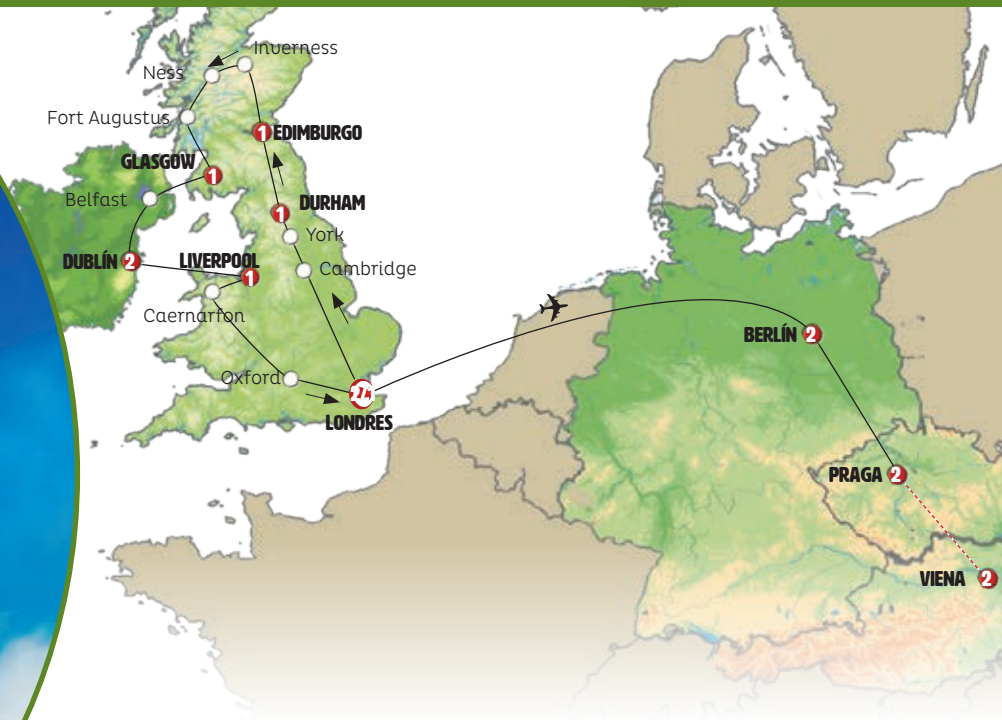 Inverness
Ness
Fort Augustus
1 EDIMBURGO
GLASGOW
1
Belfast
1 DURHAM
York
DUBLÍN 2
LIVERPOOL
1
Cambridge
Caernarfon
Oxford
LONDRES
BERLÍN 2
PRAGA 2
VIENA 2